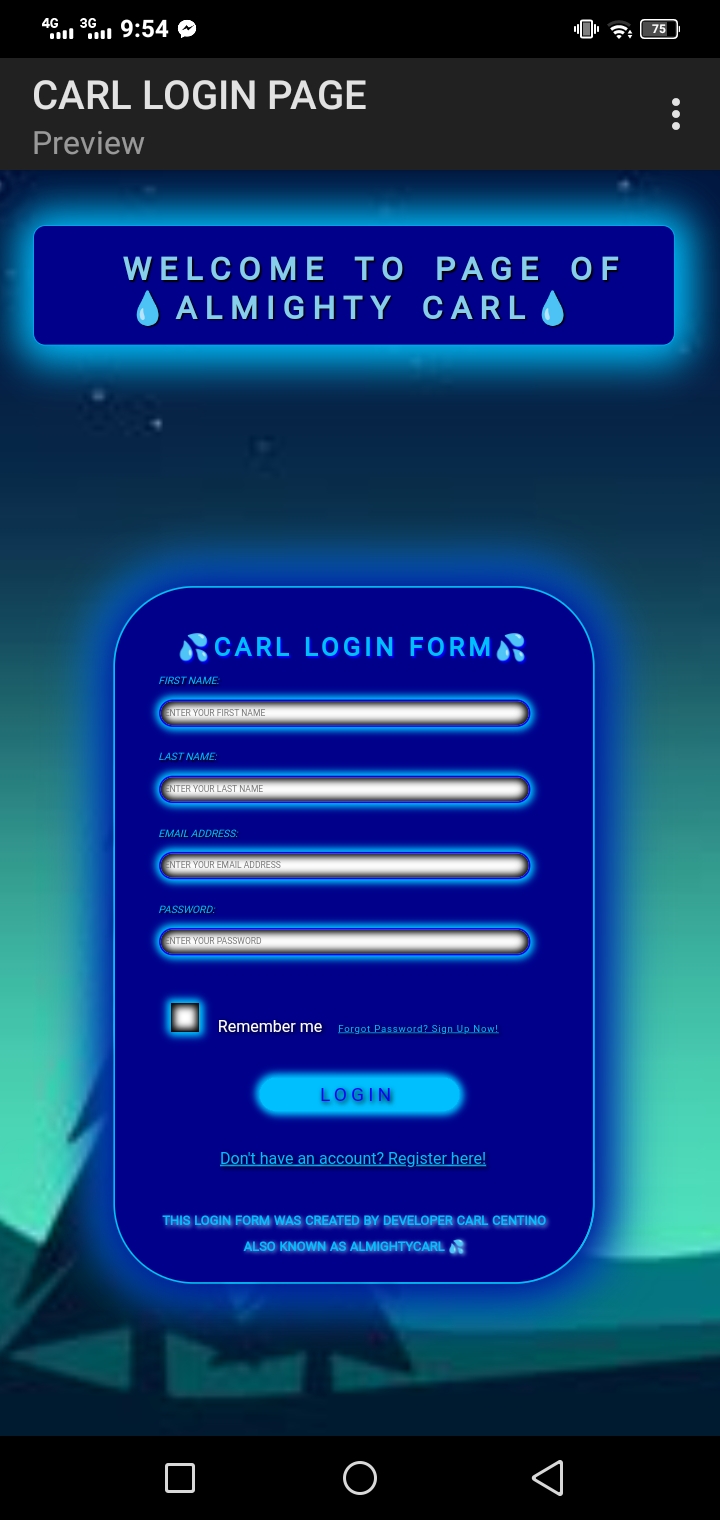 4G 3G 9:54 75
CARL LOGIN PAGE
Preview
WELCOME TO PAGE OF
💧ALMIGHTY CARL💧
💦CARL LOGIN FORM💦
FIRST NAME:
ENTER YOUR FIRST NAME
LAST NAME:
ENTER YOUR LAST NAME
EMAIL ADDRESS:
ENTER YOUR EMAIL ADDRESS
PASSWORD:
ENTER YOUR PASSWORD
Remember me Forgot Password? Sign Up Now!
LOGIN
Don't have an account? Register here!
THIS LOGIN FORM WAS CREATED BY DEVELOPER CARL CENTINO
ALSO KNOWN AS ALMIGHTYCARL 💦